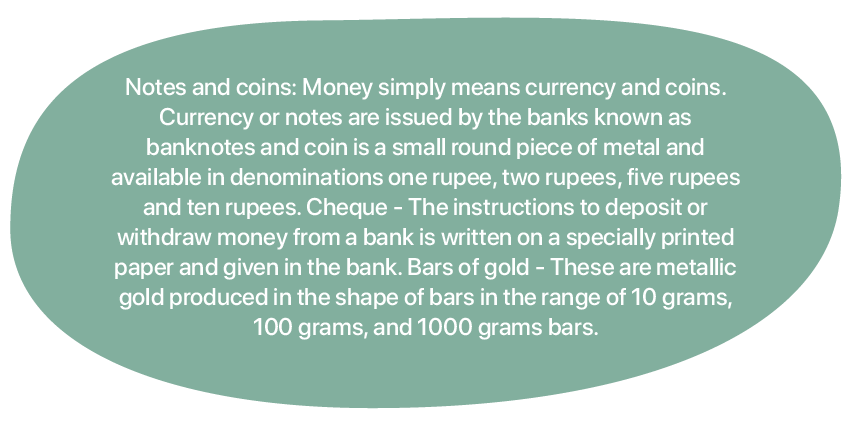 Notes and coins: Money simply means currency and coins.
Currency or notes are issued by the banks known as
banknotes and coin is a small round piece of metal and
available in denominations one rupee, two rupees, five rupees
and ten rupees. Cheque - The instructions to deposit or
withdraw money from a bank is written on a specially printed
paper and given in the bank. Bars of gold - These are metallic
gold produced in the shape of bars in the range of 10 grams,
100 grams, and 1000 grams bars.